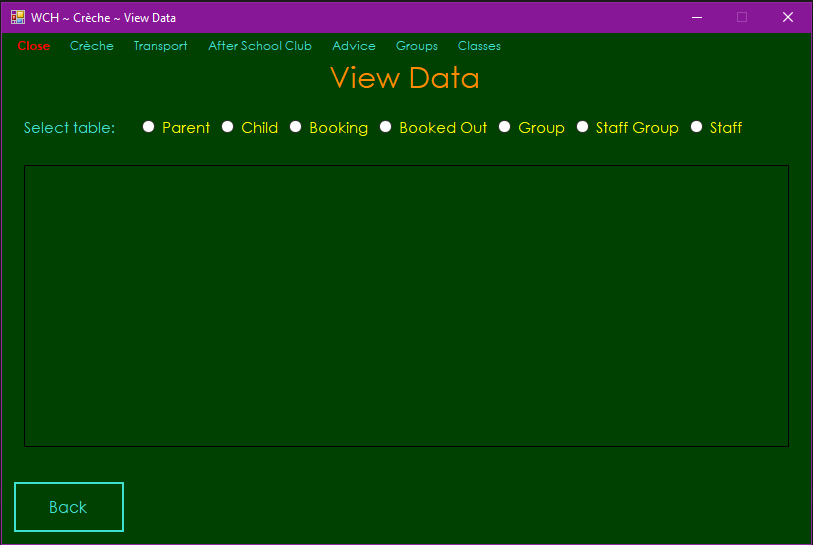 WCH ~ Crèche ~ View Data
Close Crèche Transport After School Club Advice Groups Classes
View Data
Select table: Parent Child Booking Booked Out Group Staff Group Staff
Back